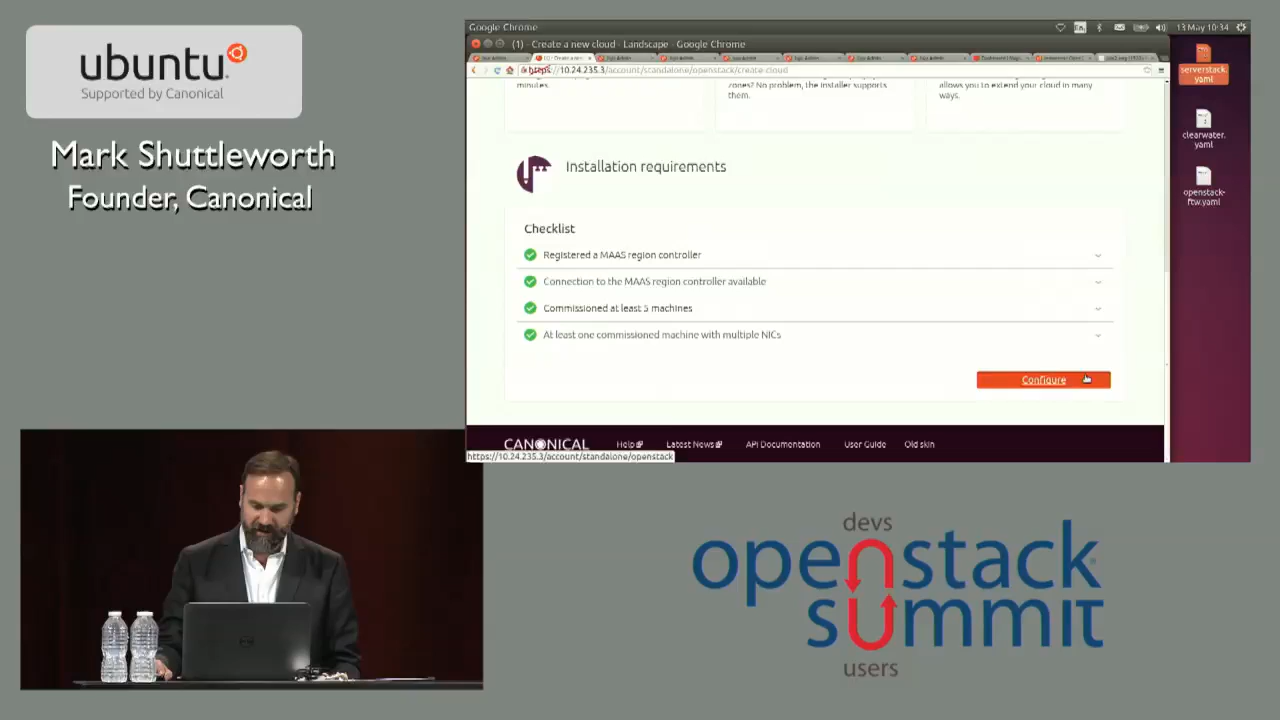 ubuntu
Supported by Canonical
Mark Shuttleworth
Founder, Canonical
Google Chrome
13 May 10:34
(1) - Create a new cloud - Landscape - Google Chrome
https://10.24.235.3/account/standalone/openstack/create-cloud
minutes.
zones? No problem, the installer supports
them.
allows you to extend your cloud in many
ways.
Installation requirements
Checklist
Registered a MAAS region controller
Connection to the MAAS region controller available
Commissioned at least 5 machines
At least one commissioned machine with multiple NICs
Configure
CANONICAL
Help
Latest News
API Documentation
User Guide
Old skin
https://10.24.235.3/account/standalone/openstack
serverstack.
yaml
clearwater.
yaml
openstack-
ftw.yaml
devs
openstack
summit
users